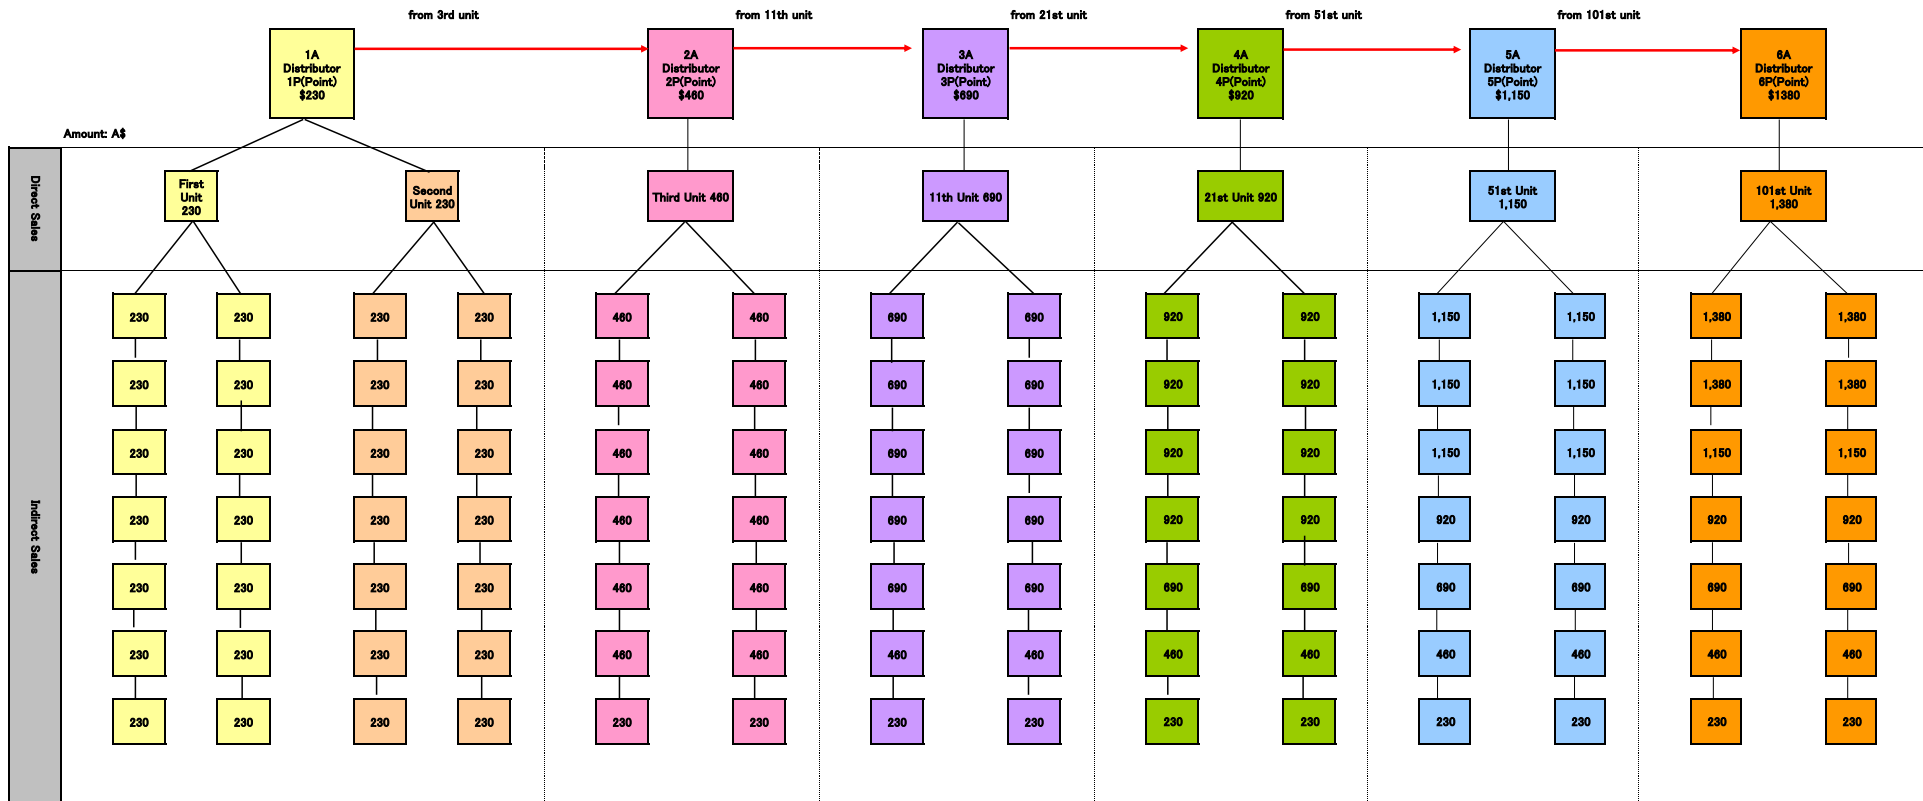 from 3rd unit
from 11th unit
from 21st unit
from 51st unit
from 101st unit
1A
Distributor
1P(Point)
$230
2A
Distributor
2P(Point)
$460
3A
Distributor
3P(Point)
$690
4A
Distributor
4P(Point)
$920
5A
Distributor
5P(Point)
$1,150
6A
Distributor
6P(Point)
$1380
Amount: A$
Direct Sales
First
Unit
230
Second
Unit 230
Third Unit 460
11th Unit 690
21st Unit 920
51st Unit
1,150
101st Unit
1,380
Indirect Sales
230 230 230 230 460 460 690 690 920 920 1,150 1,150 1,380 1,380
230 230 230 230 460 460 690 690 920 920 1,150 1,150 1,380 1,380
230 230 230 230 460 460 690 690 920 920 1,150 1,150 1,150 1,150
230 230 230 230 460 460 690 690 920 920 920 920 920 920
230 230 230 230 460 460 690 690 690 690 690 690 690 690
230 230 230 230 460 460 460 460 460 460 460 460 460 460
230 230 230 230 230 230 230 230 230 230 230 230 230 230